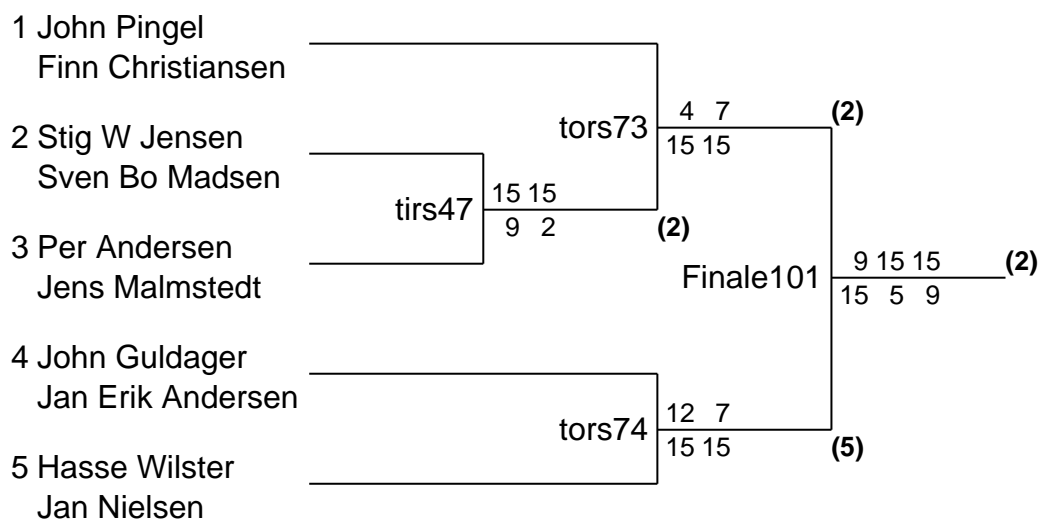 1 John Pingel
Finn Christiansen
2 Stig W Jensen
Sven Bo Madsen
3 Per Andersen
Jens Malmstedt
4 John Guldager
Jan Erik Andersen
5 Hasse Wilster
Jan Nielsen
tirs47
15 15
9 2
(2)
tors73
4 7
15 15
(2)
tors74
12 7
15 15
(5)
Finale101
9 15 15
15 5 9
(2)